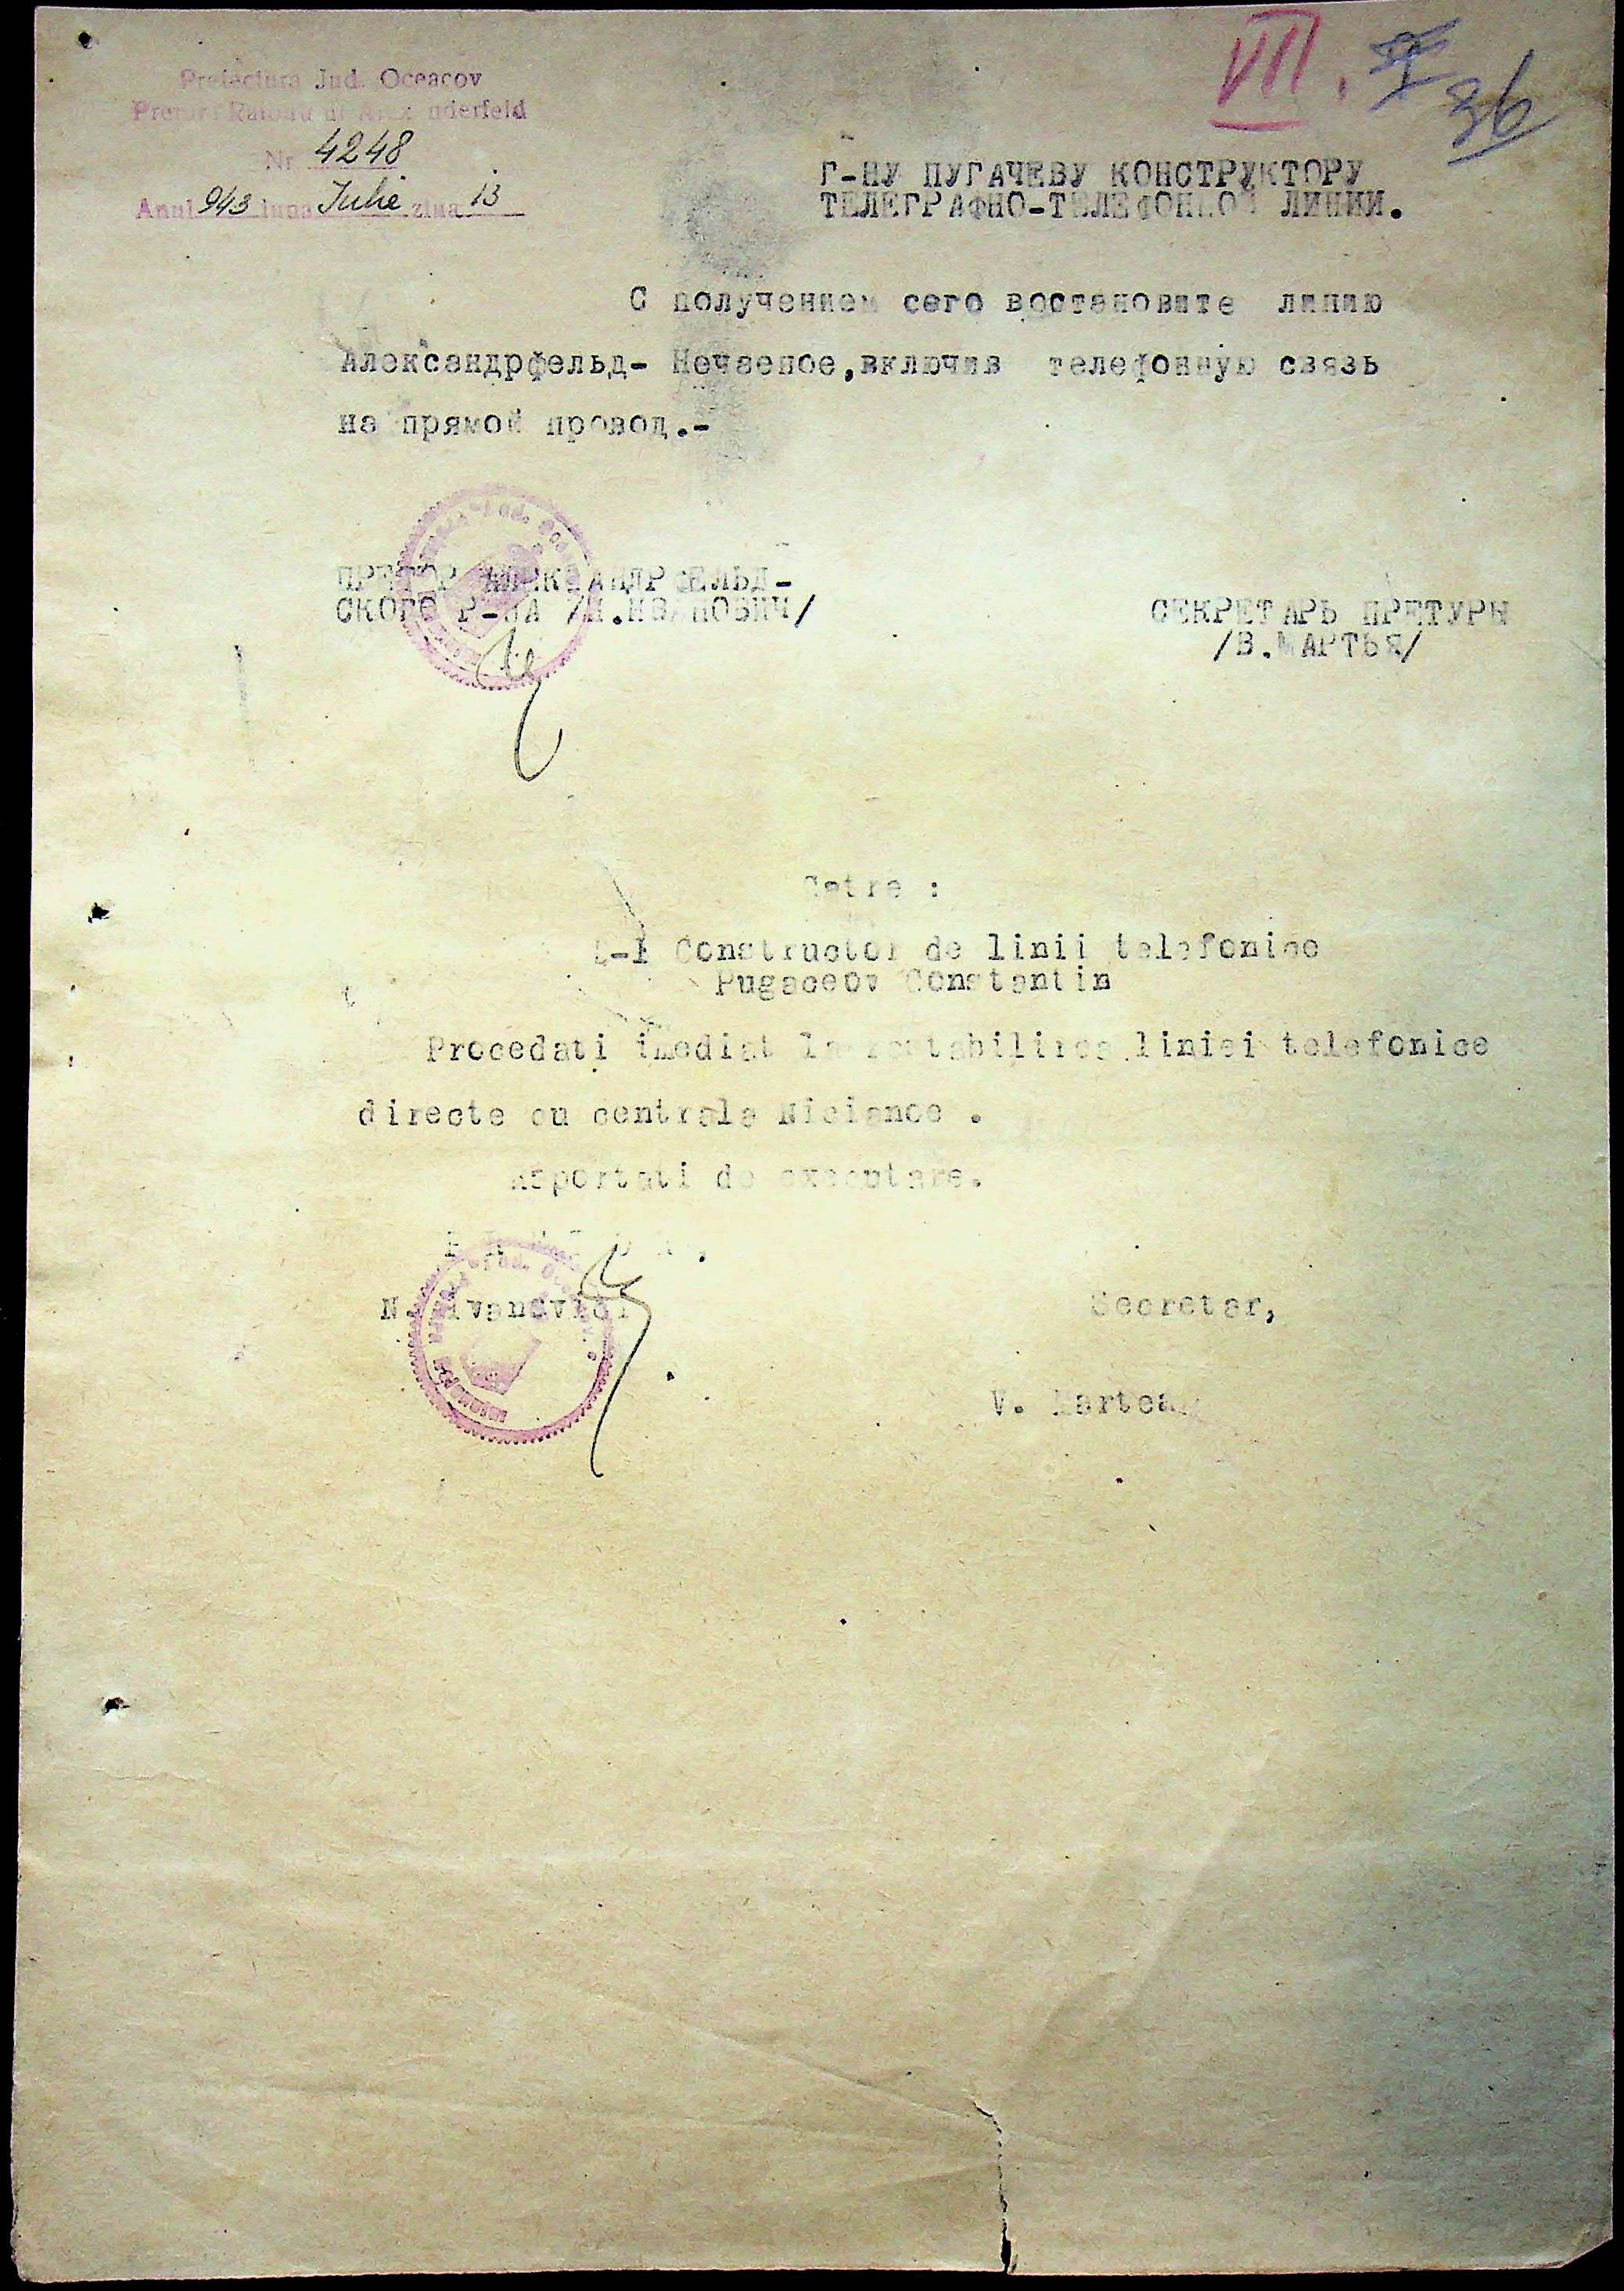 VII. 36
Prefectura Jud. Oceacov
Nr. 4248
Anul 943 luna Iulie ziua 13
Г-НУ ПУГАЧЕВУ КОНСТРУКТОРУ
ТЕЛЕГРАФНО-ТЕЛЕФОННОЙ ЛИНИИ.
С получением сего востановите линию
Александрфельд- Нечаеное,включив телефонную связь
на прямой провод.-
ПРЕТОР АЛЕКСАНДРФЕЛЬД-
СКОГО Р-НА /Н.ИВАНОВИЧ/
СЕКРЕТАРЬ ПРЕТУРЫ
/В.МАРТЬЯ/
Catre :
D-l Constructor de linii telefonice
Pugaceov Constantin
Procedati imediat la restabilirea liniei telefonice
directe cu centrala
Raportati de executare.
N. Ivanovici
Secretar,
V. Martea